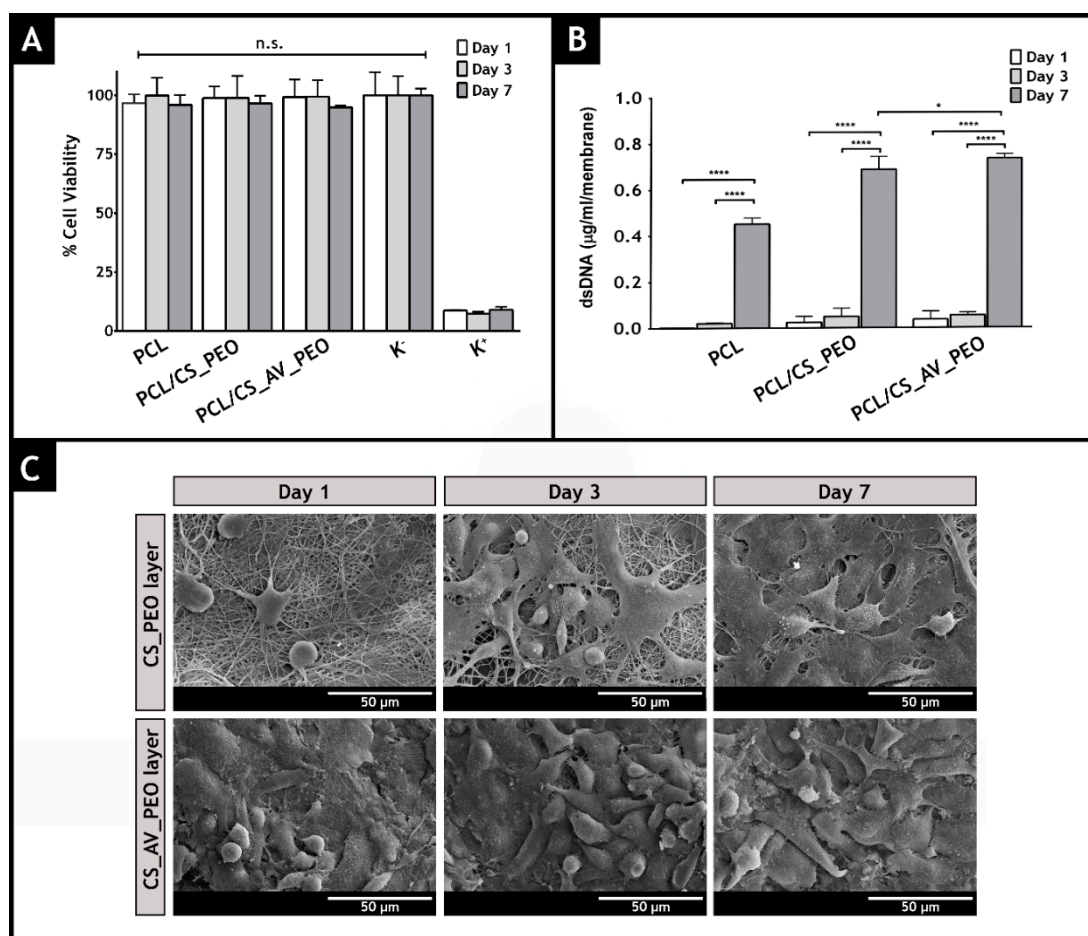 A
n.s.
Day 1
Day 3
Day 7
% Cell Viability
100
75
50
25
0
PCL
PCL/CS_PEO
PCL/CS_AV_PEO
K-
K+
B
Day 1
Day 3
Day 7
dsDNA (µg/ml/membrane)
1.0
0.8
0.6
0.4
0.2
0.0
****
****
****
****
*
****
****
PCL
PCL/CS_PEO
PCL/CS_AV_PEO
C
Day 1
Day 3
Day 7
CS_PEO layer
50 µm
50 µm
50 µm
CS_AV_PEO layer
50 µm
50 µm
50 µm